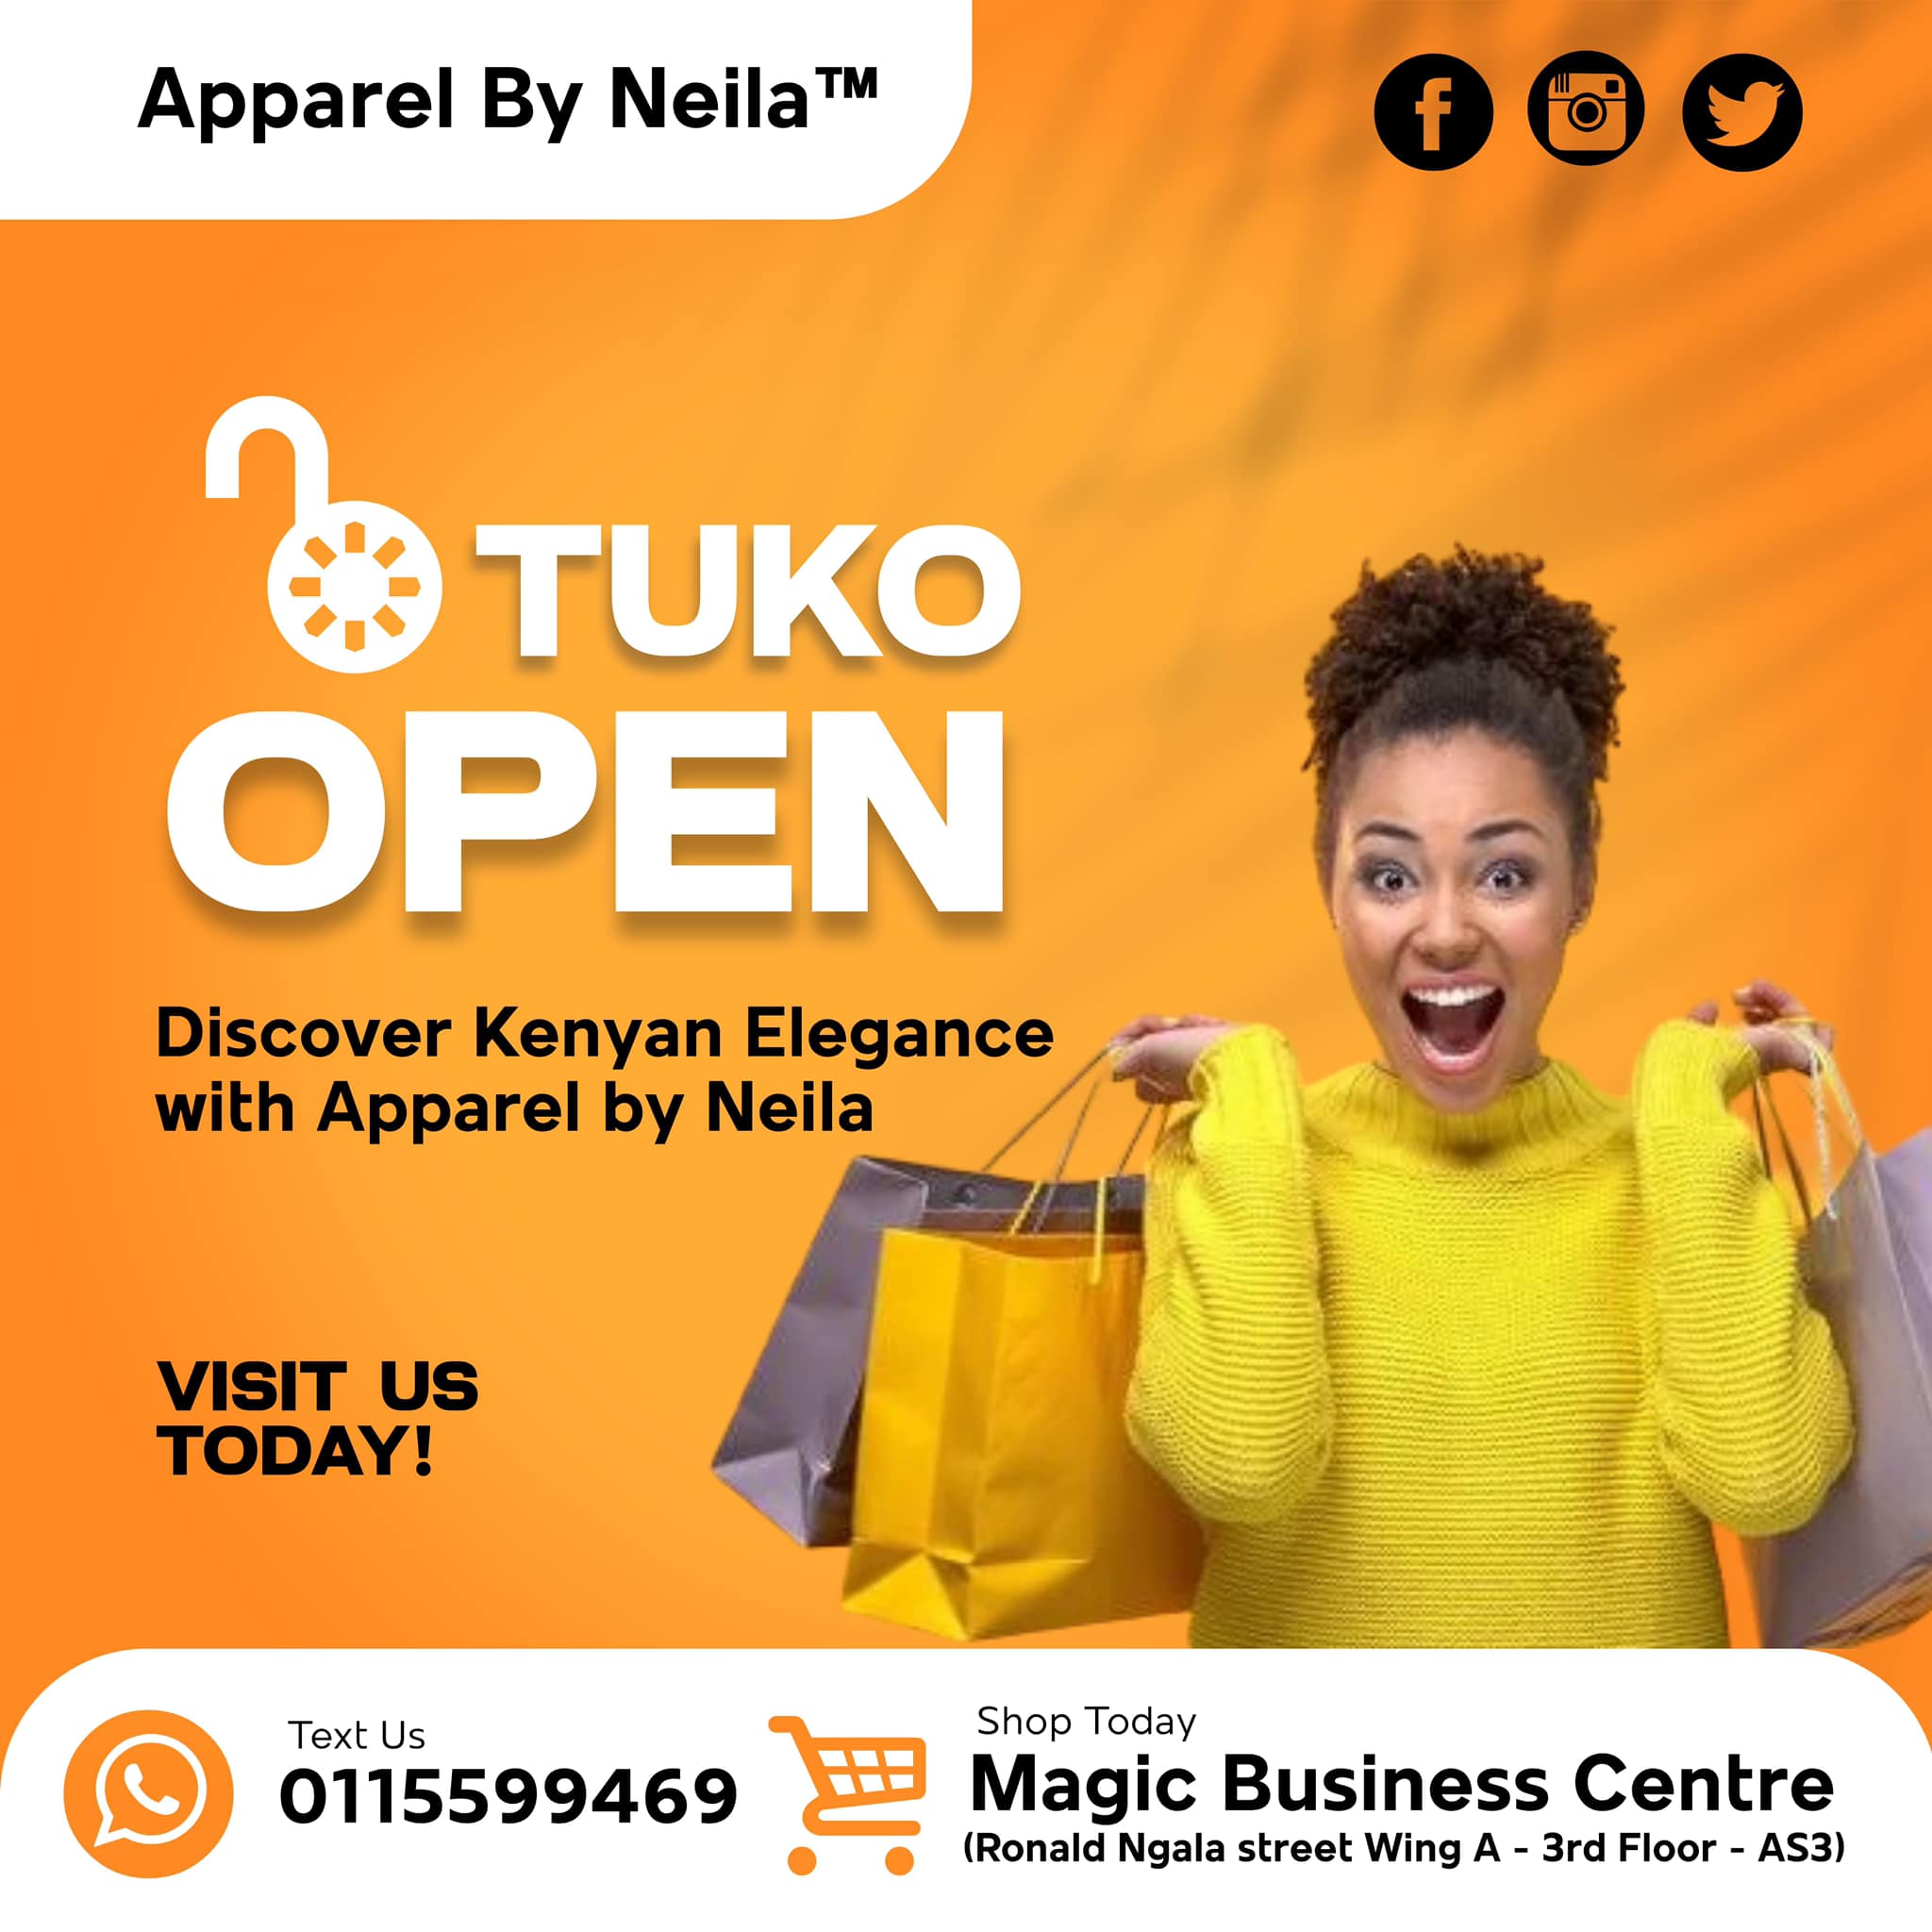 Apparel By Neila™
TUKO
OPEN
Discover Kenyan Elegance
with Apparel by Neila
VISIT US
TODAY!
Text Us
0115599469
Shop Today
Magic Business Centre
(Ronald Ngala street Wing A - 3rd Floor - AS3)